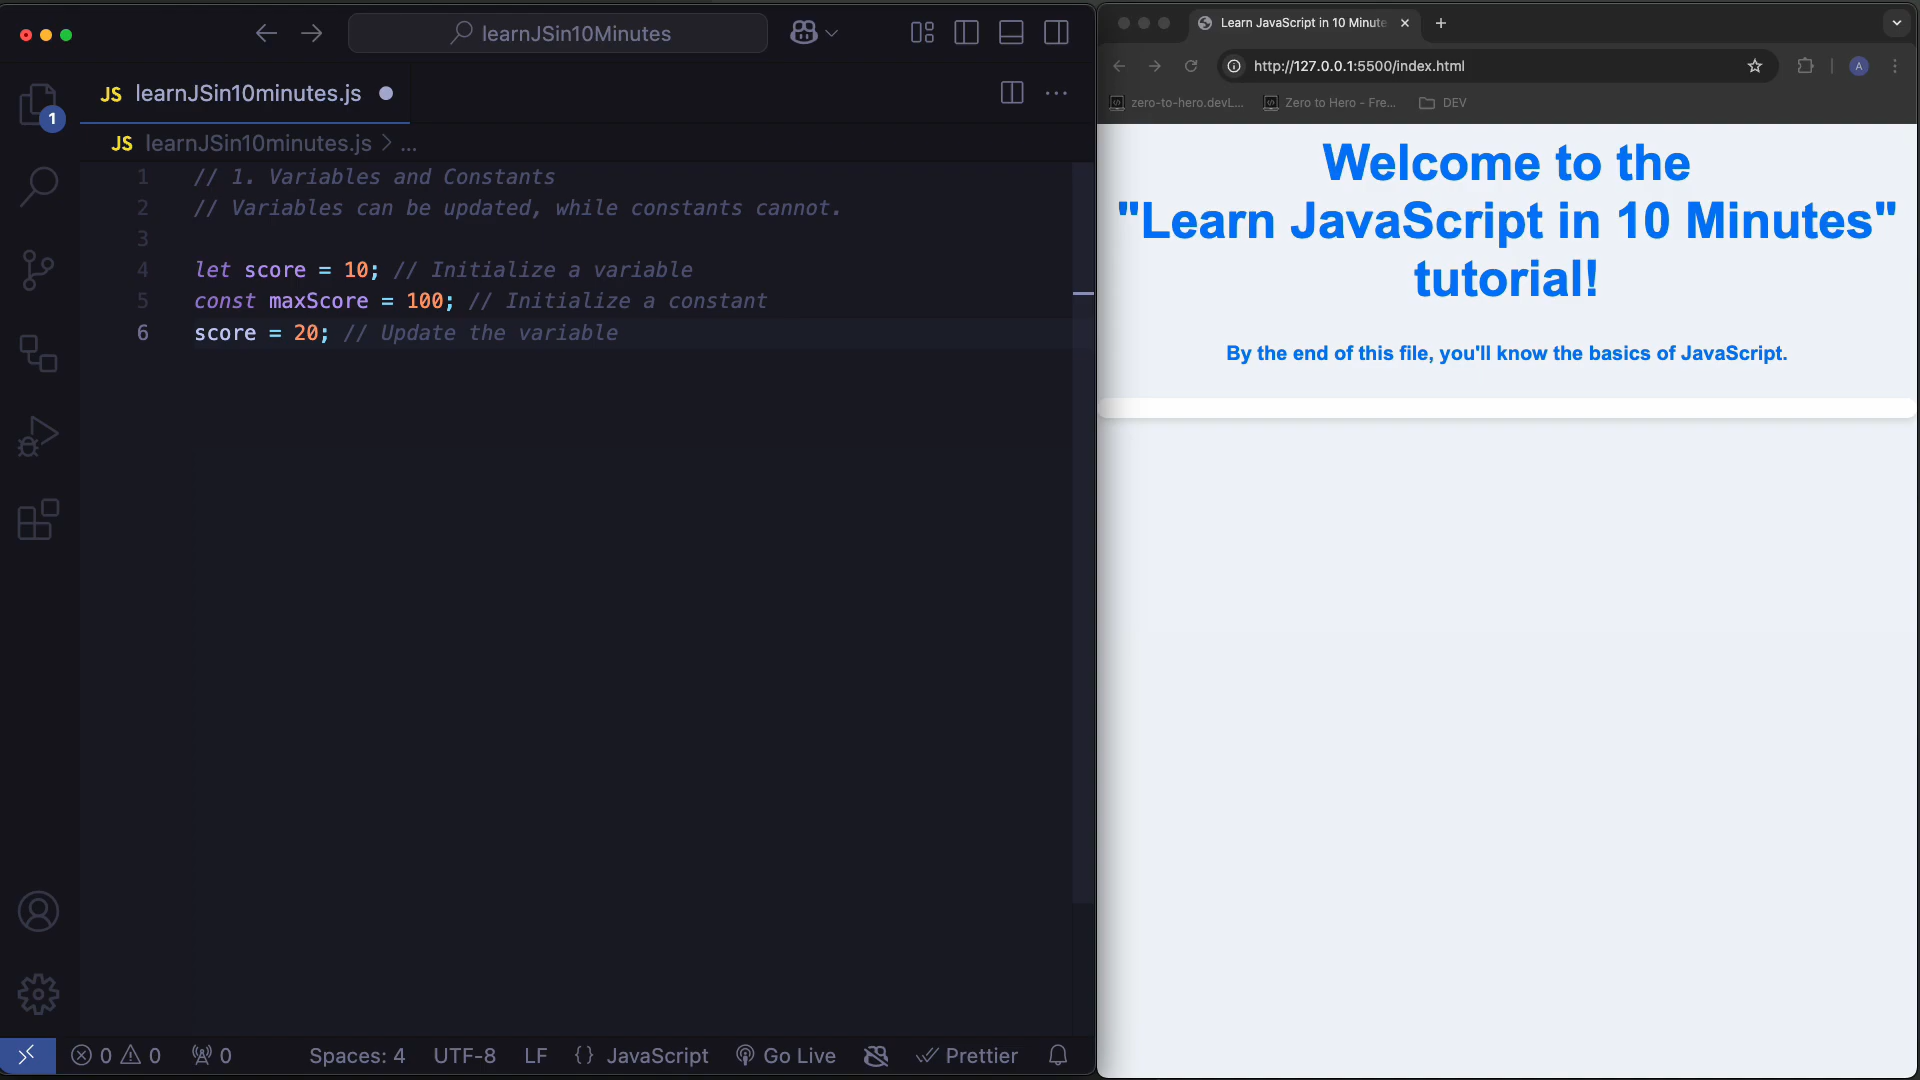 learnJSin10Minutes
JS learnJSin10minutes.js
1
JS learnJSin10minutes.js > ...
1 // 1. Variables and Constants
2 // Variables can be updated, while constants cannot.
3
4 let score = 10; // Initialize a variable
5 const maxScore = 100; // Initialize a constant
6 score = 20; // Update the variable
0 0 0 Spaces: 4 UTF-8 LF {} JavaScript Go Live Prettier
Learn JavaScript in 10 Minute
http://127.0.0.1:5500/index.html
A
zero-to-hero.devL... Zero to Hero - Fre... DEV
Welcome to the
"Learn JavaScript in 10 Minutes"
tutorial!
By the end of this file, you'll know the basics of JavaScript.